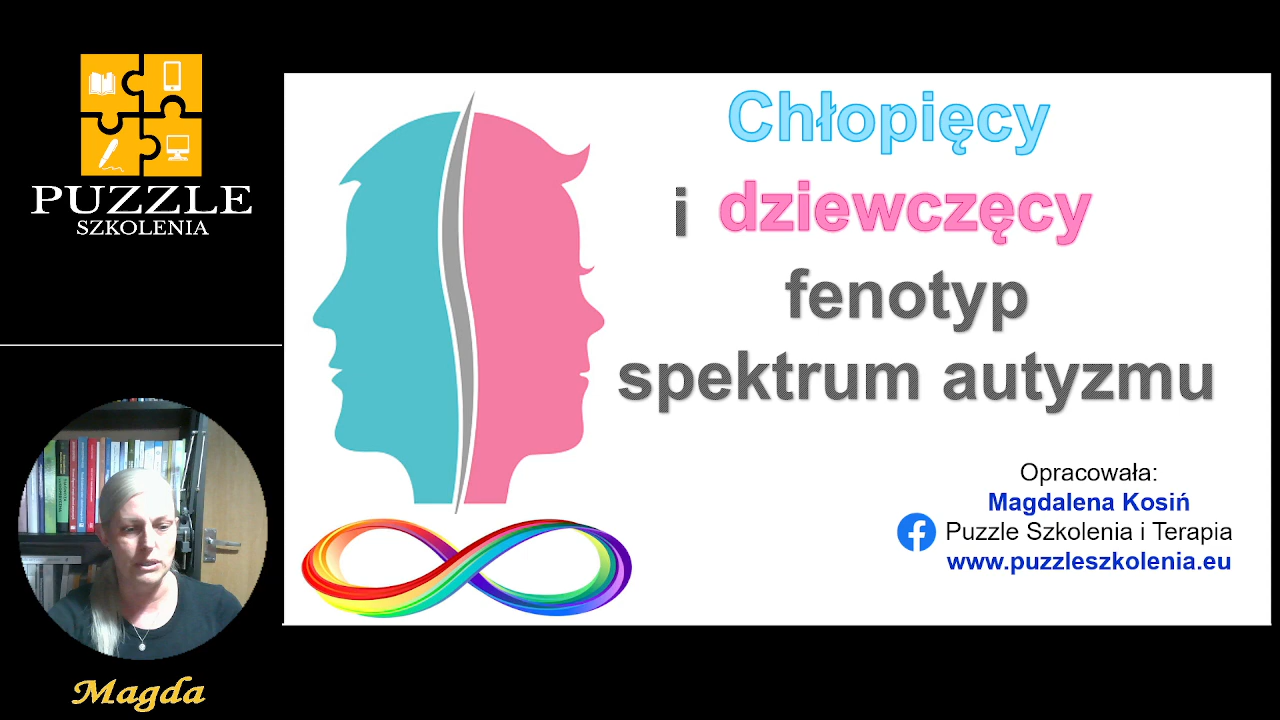 PUZZLE
SZKOLENIA
Chłopięcy
i dziewczęcy
fenotyp
spektrum autyzmu
Opracowała:
Magdalena Kosiń
Puzzle Szkolenia i Terapia
www.puzzleszkolenia.eu
Magda